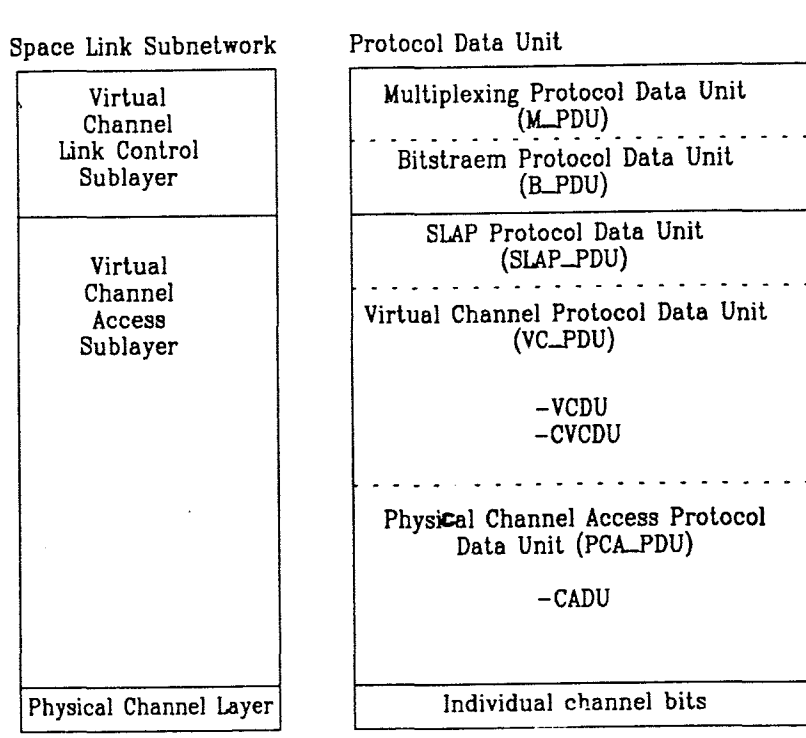 Space Link Subnetwork
Virtual
Channel
Link Control
Sublayer
Virtual
Channel
Access
Sublayer
Physical Channel Layer
Protocol Data Unit
Multiplexing Protocol Data Unit
(M_PDU)
Bitstraem Protocol Data Unit
(B_PDU)
SLAP Protocol Data Unit
(SLAP_PDU)
Virtual Channel Protocol Data Unit
(VC_PDU)
-VCDU
-CVCDU
Physical Channel Access Protocol
Data Unit (PCA_PDU)
-CADU
Individual channel bits